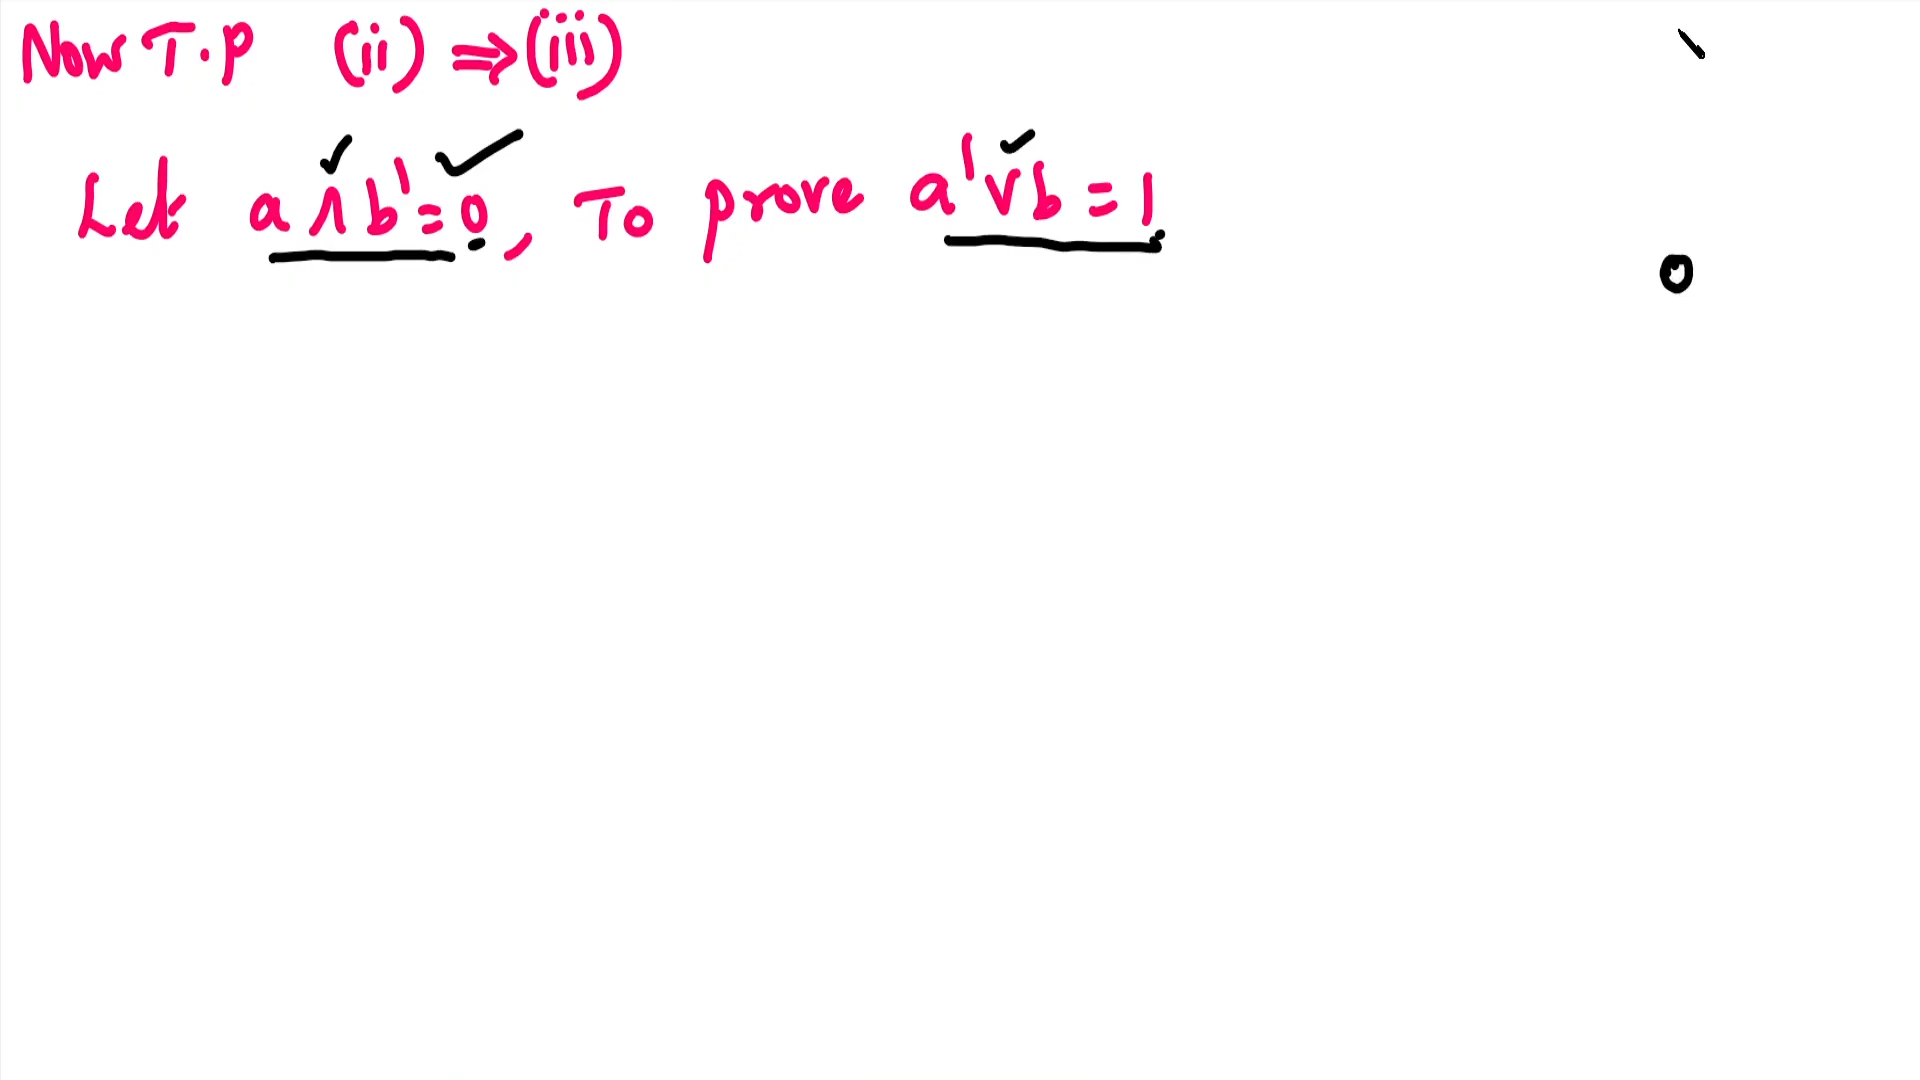 Now T.P (ii) ⇒ (iii)
Let a ∧ b' = 0, To prove a' ∨ b = 1
0